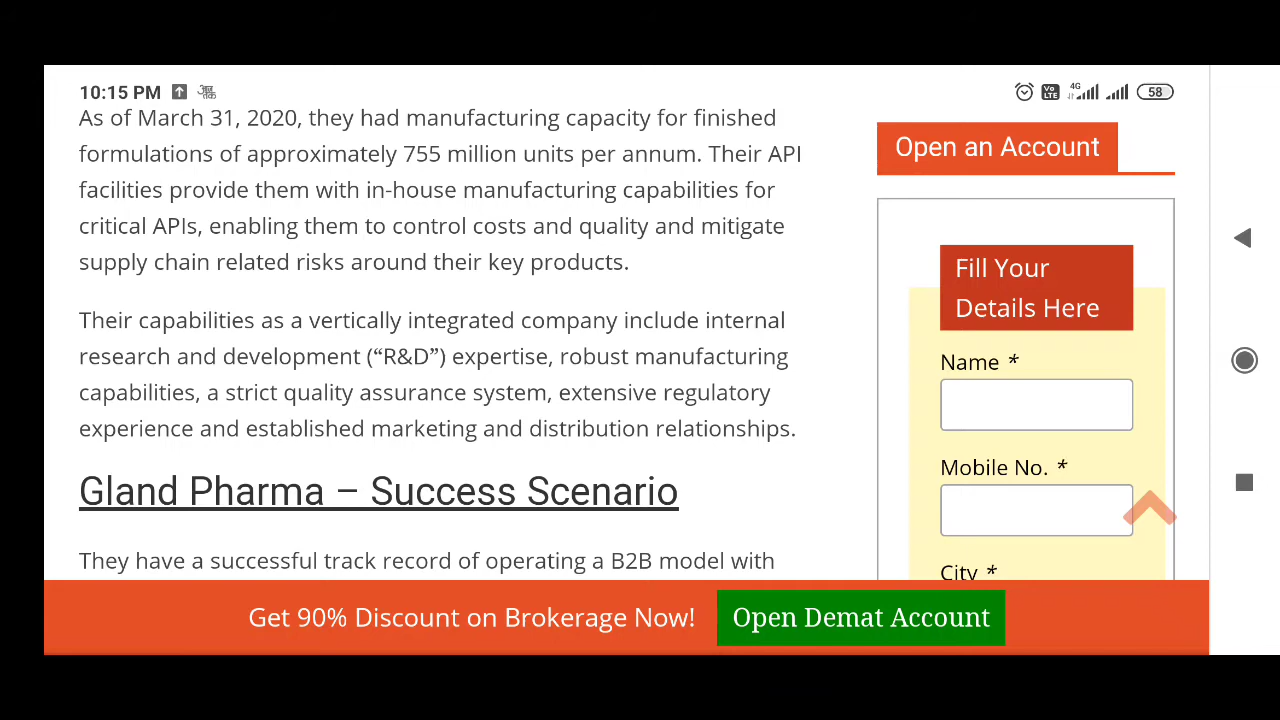 10:15 PM
Vo LTE
4G
58
As of March 31, 2020, they had manufacturing capacity for finished
formulations of approximately 755 million units per annum. Their API
facilities provide them with in-house manufacturing capabilities for
critical APIs, enabling them to control costs and quality and mitigate
supply chain related risks around their key products.
Their capabilities as a vertically integrated company include internal
research and development (“R&D”) expertise, robust manufacturing
capabilities, a strict quality assurance system, extensive regulatory
experience and established marketing and distribution relationships.
Gland Pharma – Success Scenario
They have a successful track record of operating a B2B model with
Open an Account
Fill Your
Details Here
Name *
Mobile No. *
City *
Get 90% Discount on Brokerage Now!
Open Demat Account